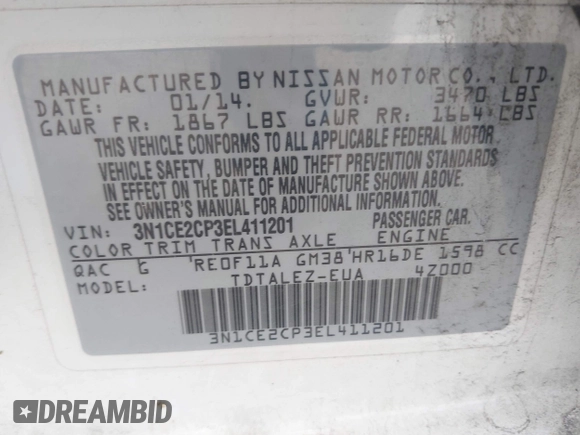 MANUFACTURED BY NISSAN MOTOR CO., LTD.
DATE: 01/14. GVWR: 3470 LBS
GAWR FR: 1867 LBS GAWR RR: 1664 LBS
THIS VEHICLE CONFORMS TO ALL APPLICABLE FEDERAL MOTOR
VEHICLE SAFETY, BUMPER AND THEFT PREVENTION STANDARDS
IN EFFECT ON THE DATE OF MANUFACTURE SHOWN ABOVE.
SEE OWNER'S MANUAL FOR ADDITIONAL INFORMATION.
VIN: 3N1CE2CP3EL411201 PASSENGER CAR.
COLOR TRIM TRANS AXLE ENGINE
QAC G 'RE0F11A GM38'HR16DE 1598 CC
TDTALEZ-EUA 4Z000
3N1CE2CP3EL411201
DREAMBID